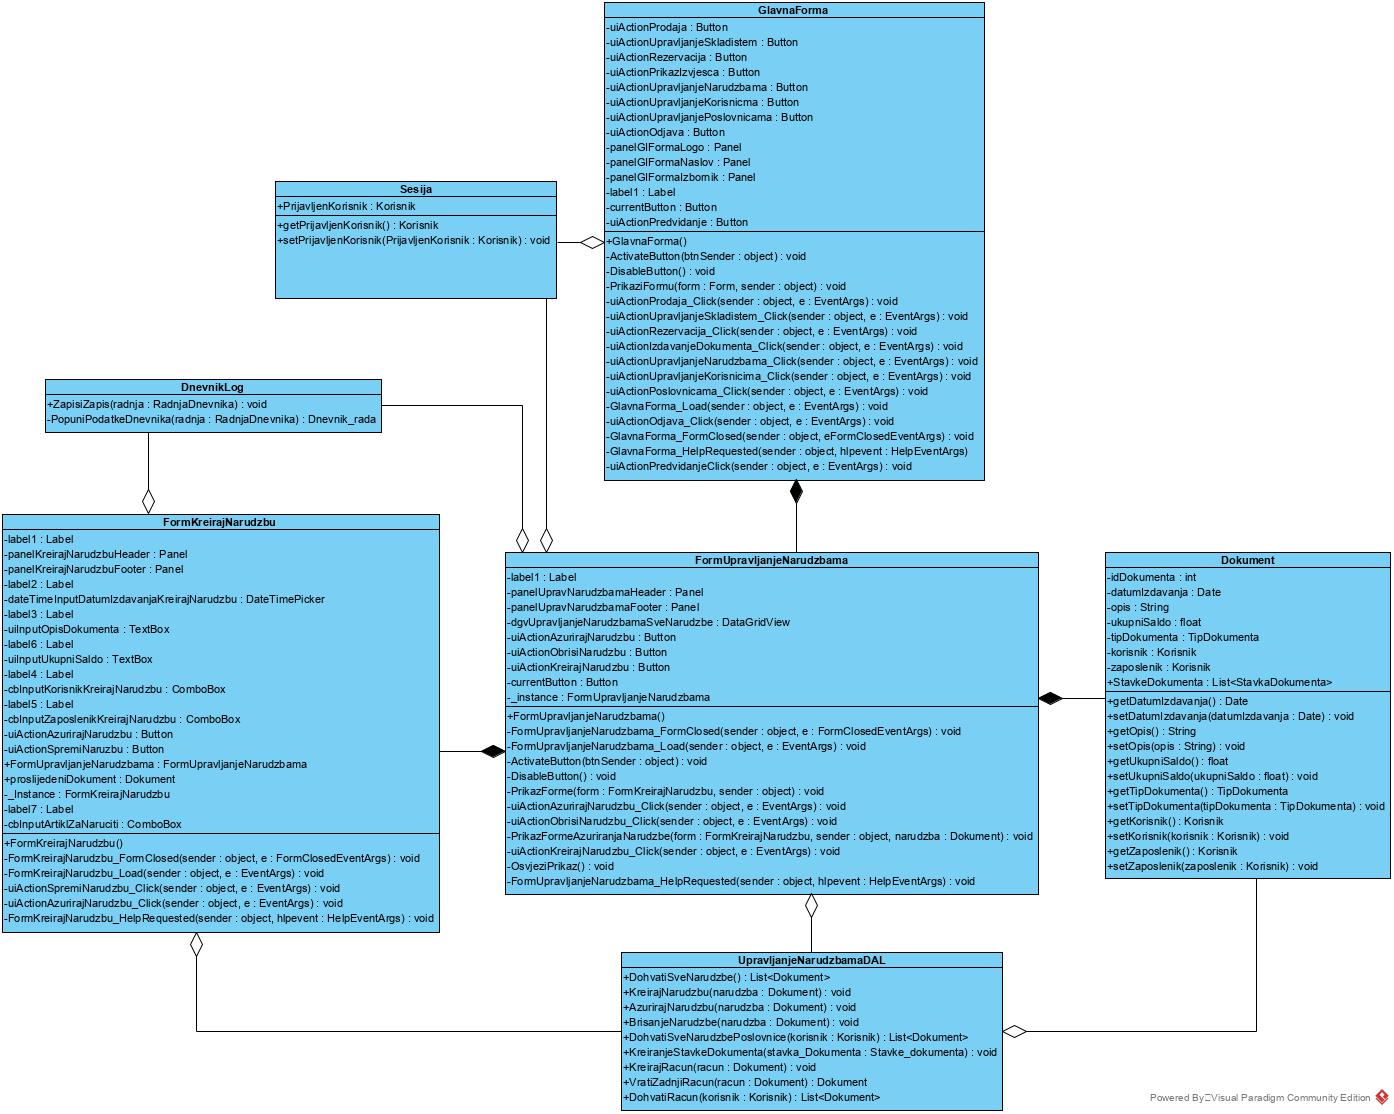 GlavnaForma
-uiActionProdaja : Button
-uiActionUpravljanjeSkladistem : Button
-uiActionRezervacija : Button
-uiActionPrikazIzvjesca : Button
-uiActionUpravljanjeNarudzbama : Button
-uiActionUpravljanjeKorisnicma : Button
-uiActionUpravljanjePoslovnicama : Button
-uiActionOdjava : Button
-panelGlFormaLogo : Panel
-panelGlFormaNaslov : Panel
-panelGlFormaIzbornik : Panel
-label1 : Label
-currentButton : Button
-uiActionPredvidanje : Button
+GlavnaForma()
-ActivateButton(btnSender : object) : void
-DisableButton() : void
-PrikaziFormu(form : Form, sender : object) : void
-uiActionProdaja_Click(sender : object, e : EventArgs) : void
-uiActionUpravljanjeSkladistem_Click(sender : object, e : EventArgs) : void
-uiActionRezervacija_Click(sender : object, e : EventArgs) : void
-uiActionIzdavanjeDokumenta_Click(sender : object, e : EventArgs) : void
-uiActionUpravljanjeNarudzbama_Click(sender : object, e : EventArgs) : void
-uiActionUpravljanjeKorisnicima_Click(sender : object, e : EventArgs) : void
-uiActionPoslovnicama_Click(sender : object, e : EventArgs) : void
-GlavnaForma_Load(sender : object, e : EventArgs) : void
-uiActionOdjava_Click(sender : object, e : EventArgs) : void
-GlavnaForma_FormClosed(sender : object, eFormClosedEventArgs) : void
-GlavnaForma_HelpRequested(sender : object, hlpevent : HelpEventArgs)
-uiActionPredvidanjeClick(sender : object, e : EventArgs) : void
Sesija
+PrijavljenKorisnik : Korisnik
+getPrijavljenKorisnik() : Korisnik
+setPrijavljenKorisnik(PrijavljenKorisnik : Korisnik) : void
DnevnikLog
+ZapisiZapis(radnja : RadnjaDnevnika) : void
-PopuniPodatkeDnevnika(radnja : RadnjaDnevnika) : Dnevnik_rada
FormKreirajNarudzbu
-label1 : Label
-panelKreirajNarudzbuHeader : Panel
-panelKreirajNarudzbuFooter : Panel
-label2 : Label
-dateTimeInputDatumIzdavanjaKreirajNarudzbu : DateTimePicker
-label3 : Label
-uiInputOpisDokumenta : TextBox
-label6 : Label
-uiInputUkupniSaldo : TextBox
-label4 : Label
-cbInputKorisnikKreirajNarudzbu : ComboBox
-label5 : Label
-cbInputZaposlenikKreirajNarudzbu : ComboBox
-uiActionAzurirajNarudzbu : Button
-uiActionSpremiNaruzbu : Button
+FormUpravljanjeNarudzbama : FormUpravljanjeNarudzbama
+proslijedeniDokument : Dokument
-_Instance : FormKreirajNarudzbu
-label7 : Label
-cbInputArtiklZaNaruciti : ComboBox
+FormKreirajNarudzbu()
-FormKreirajNarudzbu_FormClosed(sender : object, e : FormClosedEventArgs) : void
-FormKreirajNarudzbu_Load(sender : object, e : EventArgs) : void
-uiActionSpremiNarudzbu_Click(sender : object, e : EventArgs) : void
-uiActionAzurirajNarudzbu_Click(sender : object, e : EventArgs) : void
-FormKreirajNarudzbu_HelpRequested(sender : object, hlpevent : HelpEventArgs) : void
FormUpravljanjeNarudzbama
-label1 : Label
-panelUpravNarudzbamaHeader : Panel
-panelUpravNarudzbamaFooter : Panel
-dgvUpravljanjeNarudzbamaSveNarudzbe : DataGridView
-uiActionAzurirajNarudzbu : Button
-uiActionObrisiNarudzbu : Button
-uiActionKreirajNarudzbu : Button
-currentButton : Button
-_instance : FormUpravljanjeNarudzbama
+FormUpravljanjeNarudzbama()
-FormUpravljanjeNarudzbama_FormClosed(sender : object, e : FormClosedEventArgs) : void
-FormUpravljanjeNarudzbama_Load(sender : object, e : EventArgs) : void
-ActivateButton(btnSender : object) : void
-DisableButton() : void
-PrikazForme(form : FormKreirajNarudzbu, sender : object) : void
-uiActionAzurirajNarudzbu_Click(sender : object, e : EventArgs) : void
-uiActionObrisiNarudzbu_Click(sender : object, e : EventArgs) : void
-PrikazFormeAzuriranjaNarudzbe(form : FormKreirajNarudzbu, sender : object, narudzba : Dokument) : void
-uiActionKreirajNarudzbu_Click(sender : object, e : EventArgs) : void
-OsvjeziPrikaz() : void
-FormUpravljanjeNarudzbama_HelpRequested(sender : object, hlpevent : HelpEventArgs) : void
Dokument
-idDokumenta : int
-datumIzdavanja : Date
-opis : String
-ukupniSaldo : float
-tipDokumenta : TipDokumenta
-korisnik : Korisnik
-zaposlenik : Korisnik
+StavkeDokumenta : List<StavkaDokumenta>
+getDatumIzdavanja() : Date
+setDatumIzdavanja(datumIzdavanja : Date) : void
+getOpis() : String
+setOpis(opis : String) : void
+getUkupniSaldo() : float
+setUkupniSaldo(ukupniSaldo : float) : void
+getTipDokumenta() : TipDokumenta
+setTipDokumenta(tipDokumenta : TipDokumenta) : void
+getKorisnik() : Korisnik
+setKorisnik(korisnik : Korisnik) : void
+getZaposlenik() : Korisnik
+setZaposlenik(zaposlenik : Korisnik) : void
UpravljanjeNarudzbamaDAL
+DohvatiSveNarudzbe() : List<Dokument>
+KreirajNarudzbu(narudzba : Dokument) : void
+AzurirajNarudzbu(narudzba : Dokument) : void
+BrisanjeNarudzbe(narudzba : Dokument) : void
+DohvatiSveNarudzbePoslovnice(korisnik : Korisnik) : List<Dokument>
+KreiranjeStavkeDokumenta(stavka_Dokumenta : Stavke_dokumenta) : void
+KreirajRacun(racun : Dokument) : void
+VratiZadnjiRacun(racun : Dokument) : Dokument
+DohvatiRacun(korisnik : Korisnik) : List<Dokument>
Powered By Visual Paradigm Community Edition